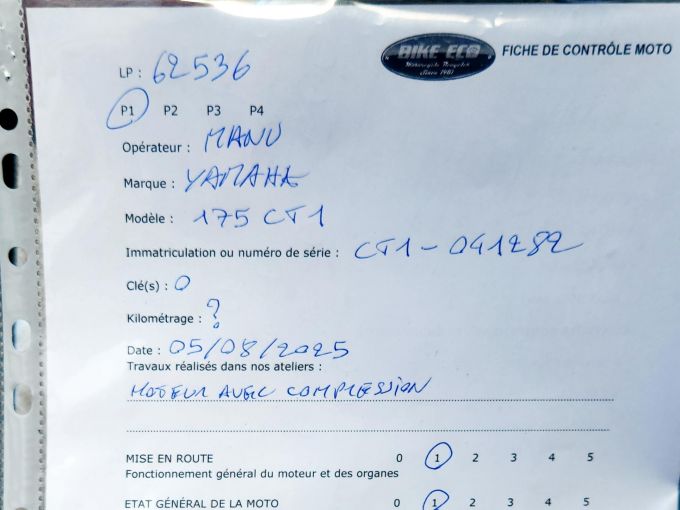 BIKE ECO
Motorcycle Recycler
Since 1981
FICHE DE CONTRÔLE MOTO
LP : 62536
P1 P2 P3 P4
Opérateur : MANU
Marque : YAMAHA
Modèle : 175 CT1
Immatriculation ou numéro de série : CT1-041282
Clé(s) : 0
Kilométrage : ?
Date : 05/08/2025
Travaux réalisés dans nos ateliers :
MOTEUR AVEC COMPRESSION
MISE EN ROUTE 0 1 2 3 4 5
Fonctionnement général du moteur et des organes
ETAT GÉNÉRAL DE LA MOTO 0 1 2 3 4 5